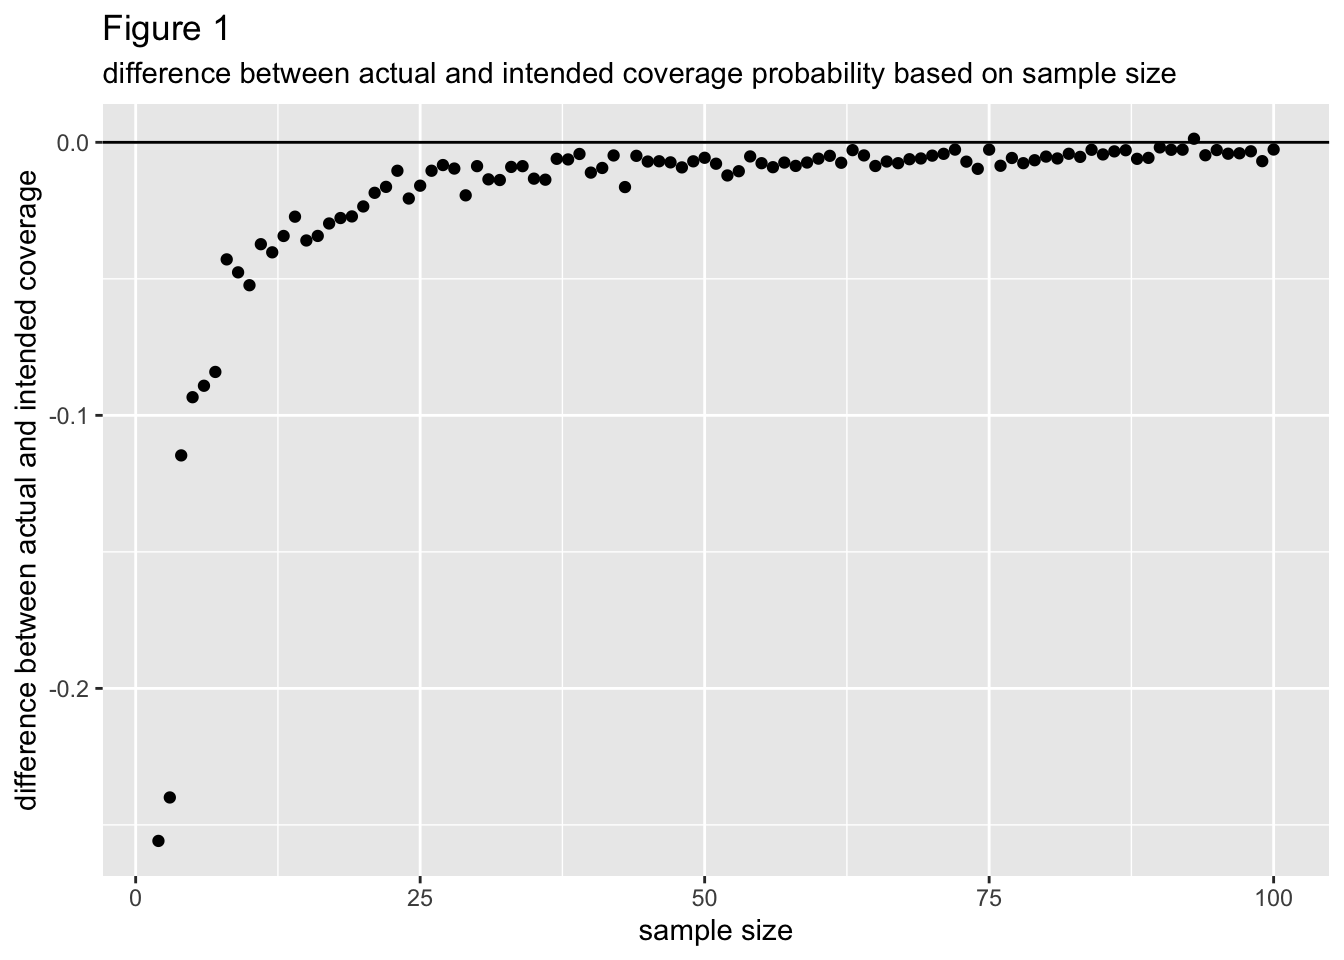 Figure 1
difference between actual and intended coverage probability based on sample size
difference between actual and intended coverage
0.0
-0.1
-0.2
0
25
50
75
100
sample size